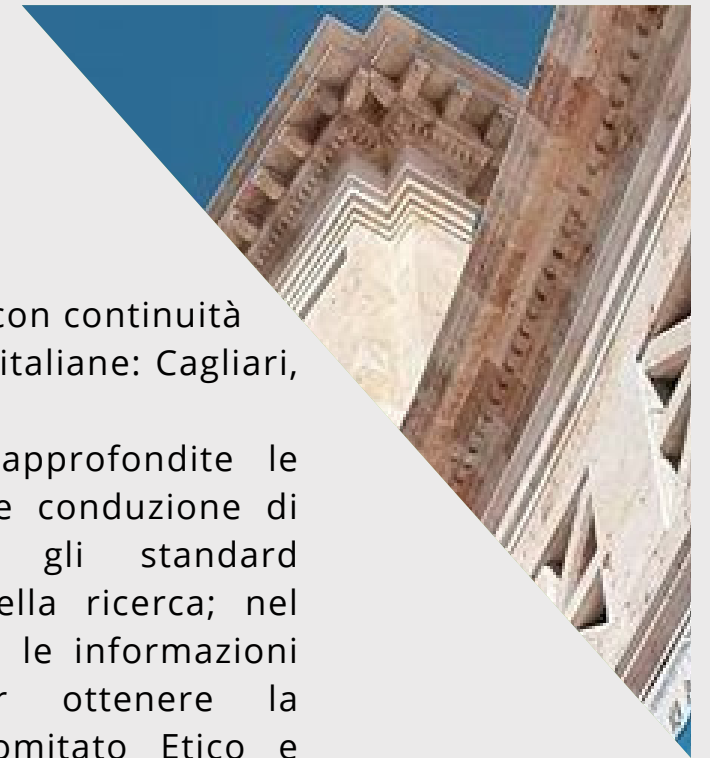 con continuità
italiane: Cagliari,
approfondite le
e conduzione di
gli standard
ella ricerca; nel
le informazioni
r ottenere la
omitato Etico e